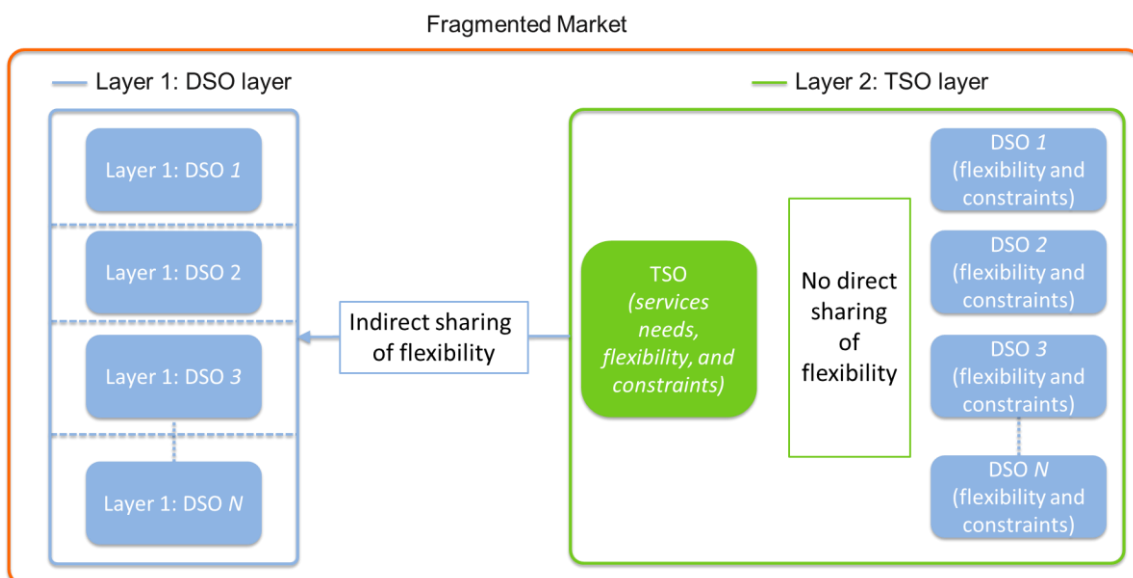 Fragmented Market
Layer 1: DSO layer
Layer 1: DSO 1
Layer 1: DSO 2
Layer 1: DSO 3
Layer 1: DSO N
Indirect sharing
of flexibility
Layer 2: TSO layer
TSO
(services
needs,
flexibility, and
constraints)
No direct
sharing
of
flexibility
DSO 1
(flexibility and
constraints)
DSO 2
(flexibility and
constraints)
DSO 3
(flexibility and
constraints)
DSO N
(flexibility and
constraints)